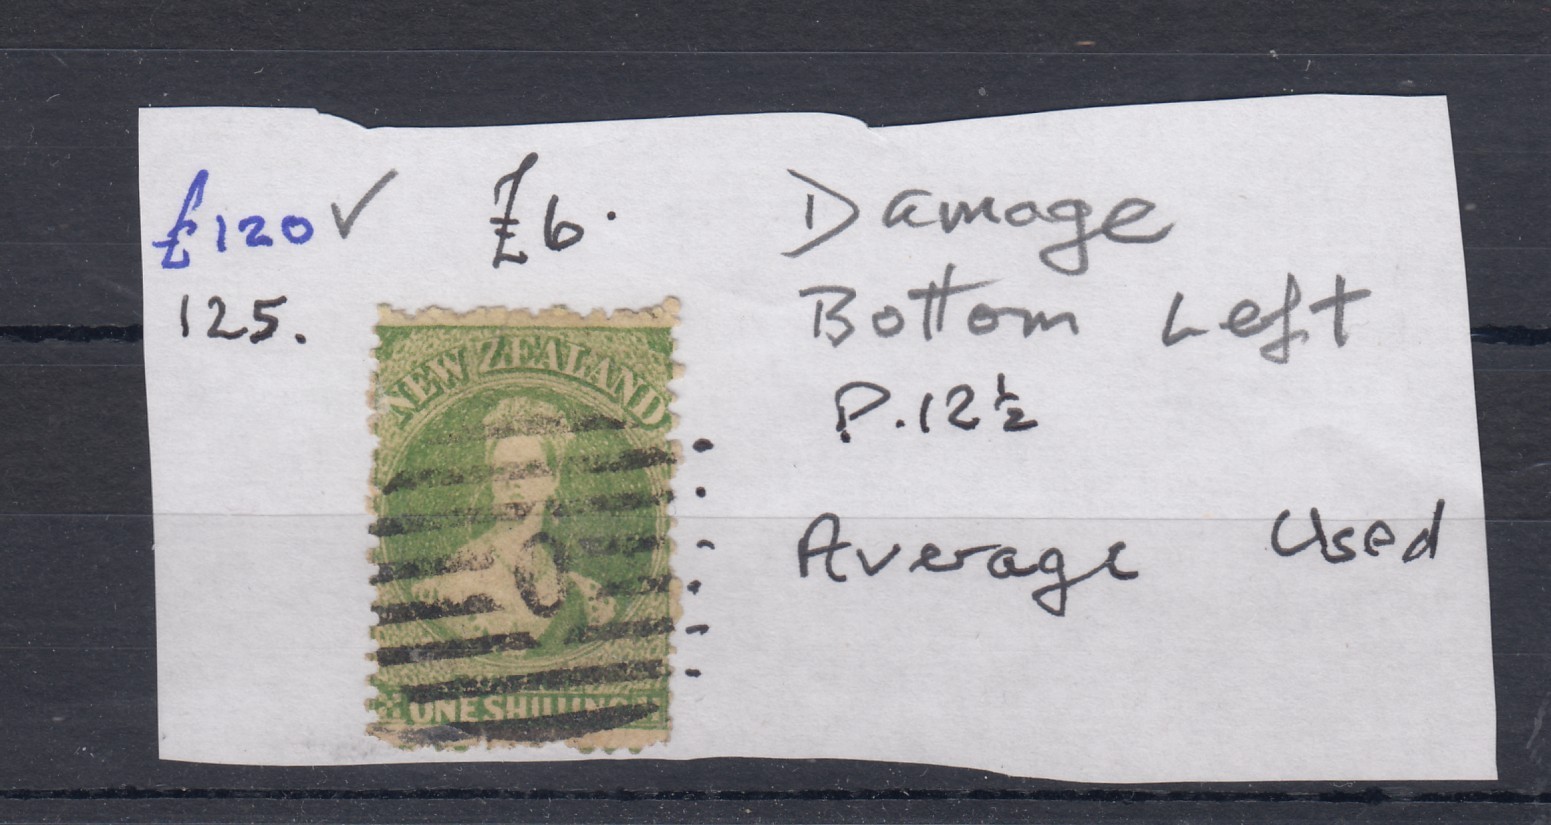 £120 ✓ £6.
125.
Damage
Bottom Left
P.12½
Average Used
NEW ZEALAND
ONE SHILLING